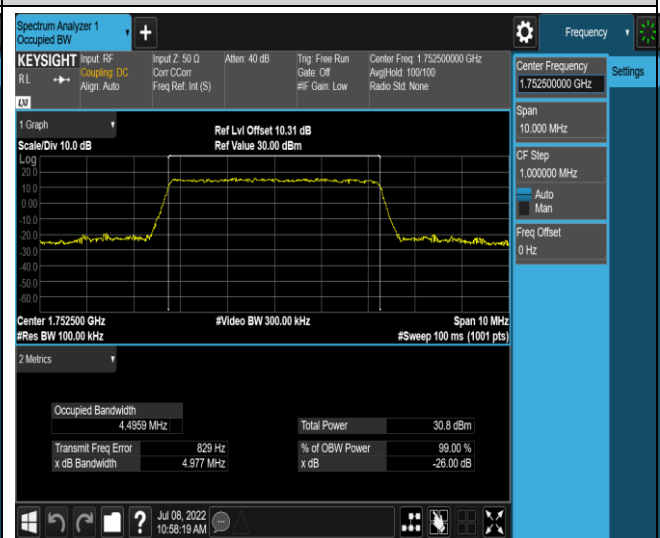 Spectrum Analyzer 1
Occupied BW
Frequency
KEYSIGHT
R L
LXI
Input: RF
Coupling: DC
Align: Auto
Input Z: 50 Ω
Corr CCorr
Freq Ref: Int (S)
Atten: 40 dB
Trig: Free Run
Gate: Off
#IF Gain: Low
Center Freq: 1.752500000 GHz
Avg|Hold: 100/100
Radio Std: None
Center Frequency
1.752500000 GHz
Settings
Span
10.000 MHz
CF Step
1.000000 MHz
Auto
Man
Freq Offset
0 Hz
1 Graph
Scale/Div 10.0 dB
Ref Lvl Offset 10.31 dB
Ref Value 30.00 dBm
Log
20.0
10.0
0.00
-10.0
-20.0
-30.0
-40.0
-50.0
-60.0
Center 1.752500 GHz
#Video BW 300.00 kHz
Span 10 MHz
#Res BW 100.00 kHz
#Sweep 100 ms (1001 pts)
2 Metrics
Occupied Bandwidth
4.4959 MHz
Total Power 30.8 dBm
Transmit Freq Error 829 Hz
% of OBW Power 99.00 %
x dB Bandwidth 4.977 MHz
x dB -26.00 dB
?
Jul 08, 2022
10:58:19 AM